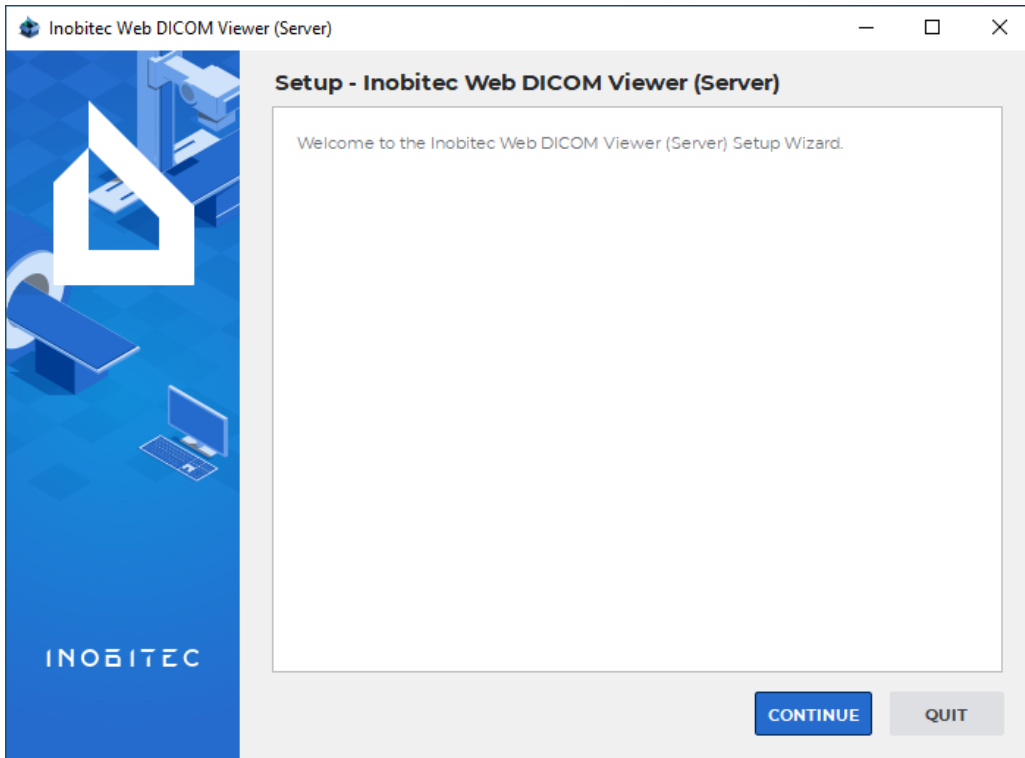 Inobitec Web DICOM Viewer (Server)
Setup - Inobitec Web DICOM Viewer (Server)
Welcome to the Inobitec Web DICOM Viewer (Server) Setup Wizard.
INOBITEC
CONTINUE
QUIT